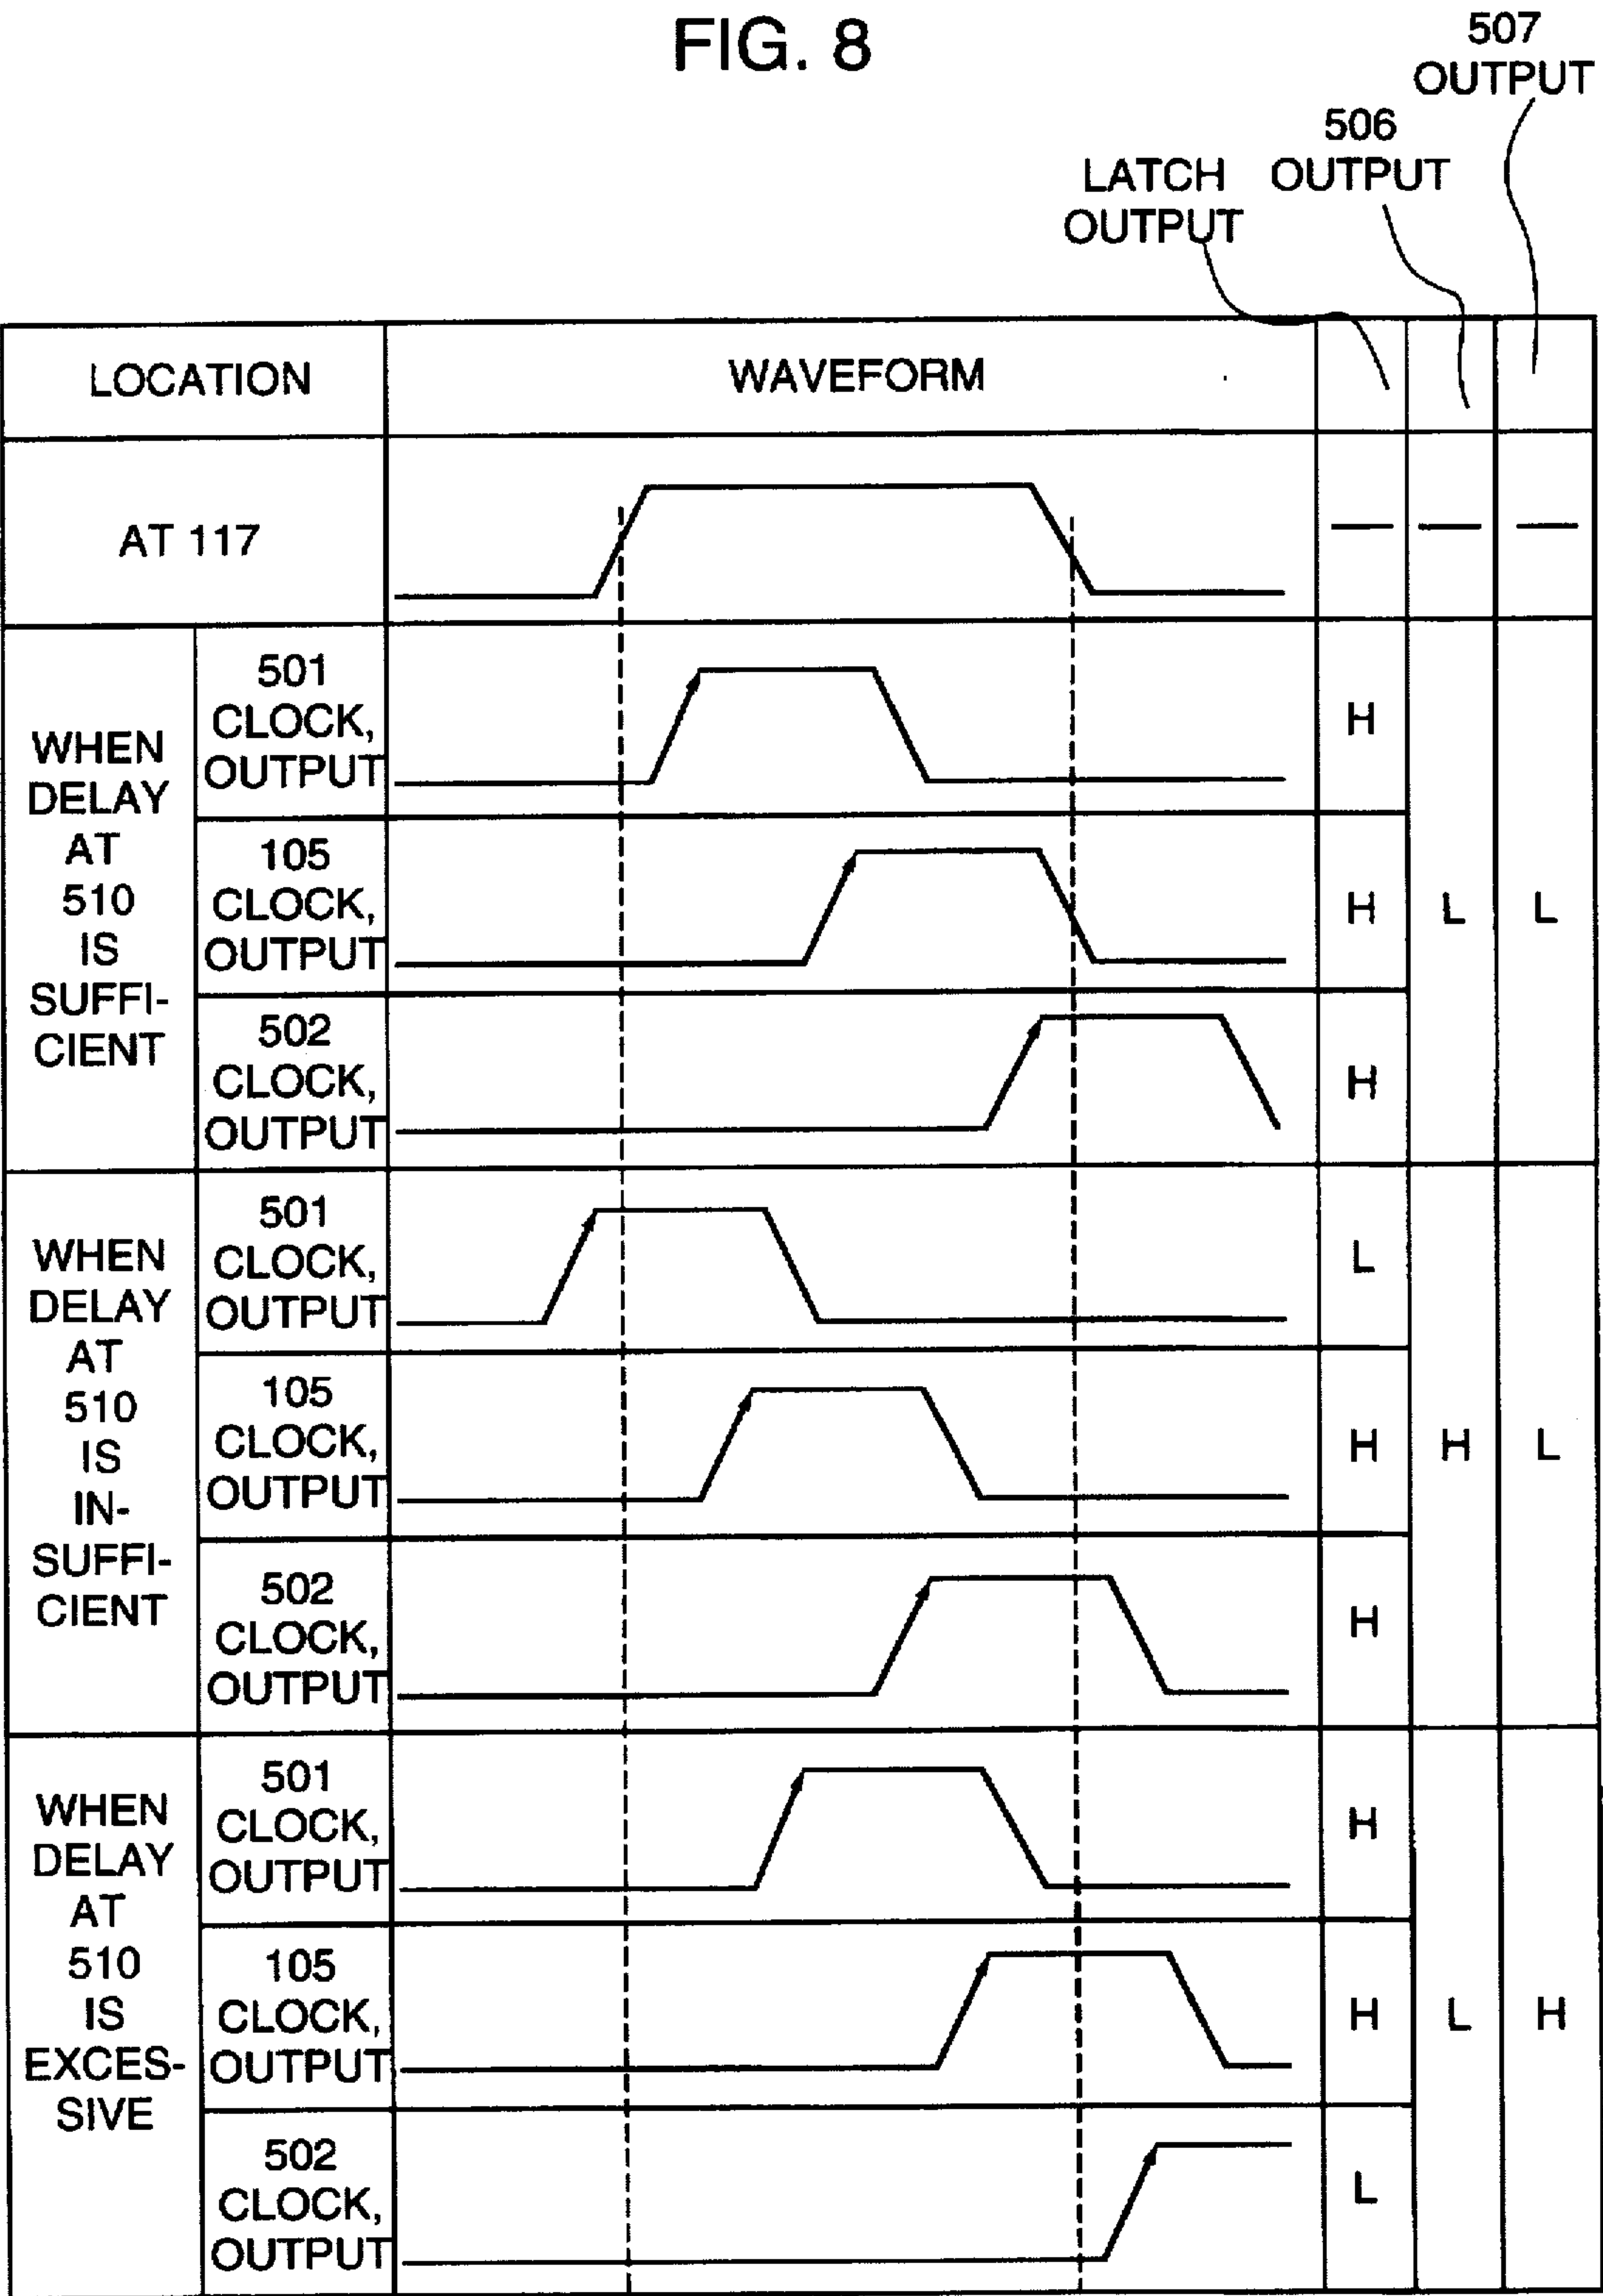 FIG. 8
507
OUTPUT
506
OUTPUT
LATCH
OUTPUT
LOCATION
WAVEFORM
AT 117
— — —
WHEN
DELAY
AT
510
IS
SUFFI-
CIENT
501
CLOCK,
OUTPUT
H
105
CLOCK,
OUTPUT
H L L
502
CLOCK,
OUTPUT
H
WHEN
DELAY
AT
510
IS
IN-
SUFFI-
CIENT
501
CLOCK,
OUTPUT
L
105
CLOCK,
OUTPUT
H H L
502
CLOCK,
OUTPUT
H
WHEN
DELAY
AT
510
IS
EXCES-
SIVE
501
CLOCK,
OUTPUT
H
105
CLOCK,
OUTPUT
H L H
502
CLOCK,
OUTPUT
L